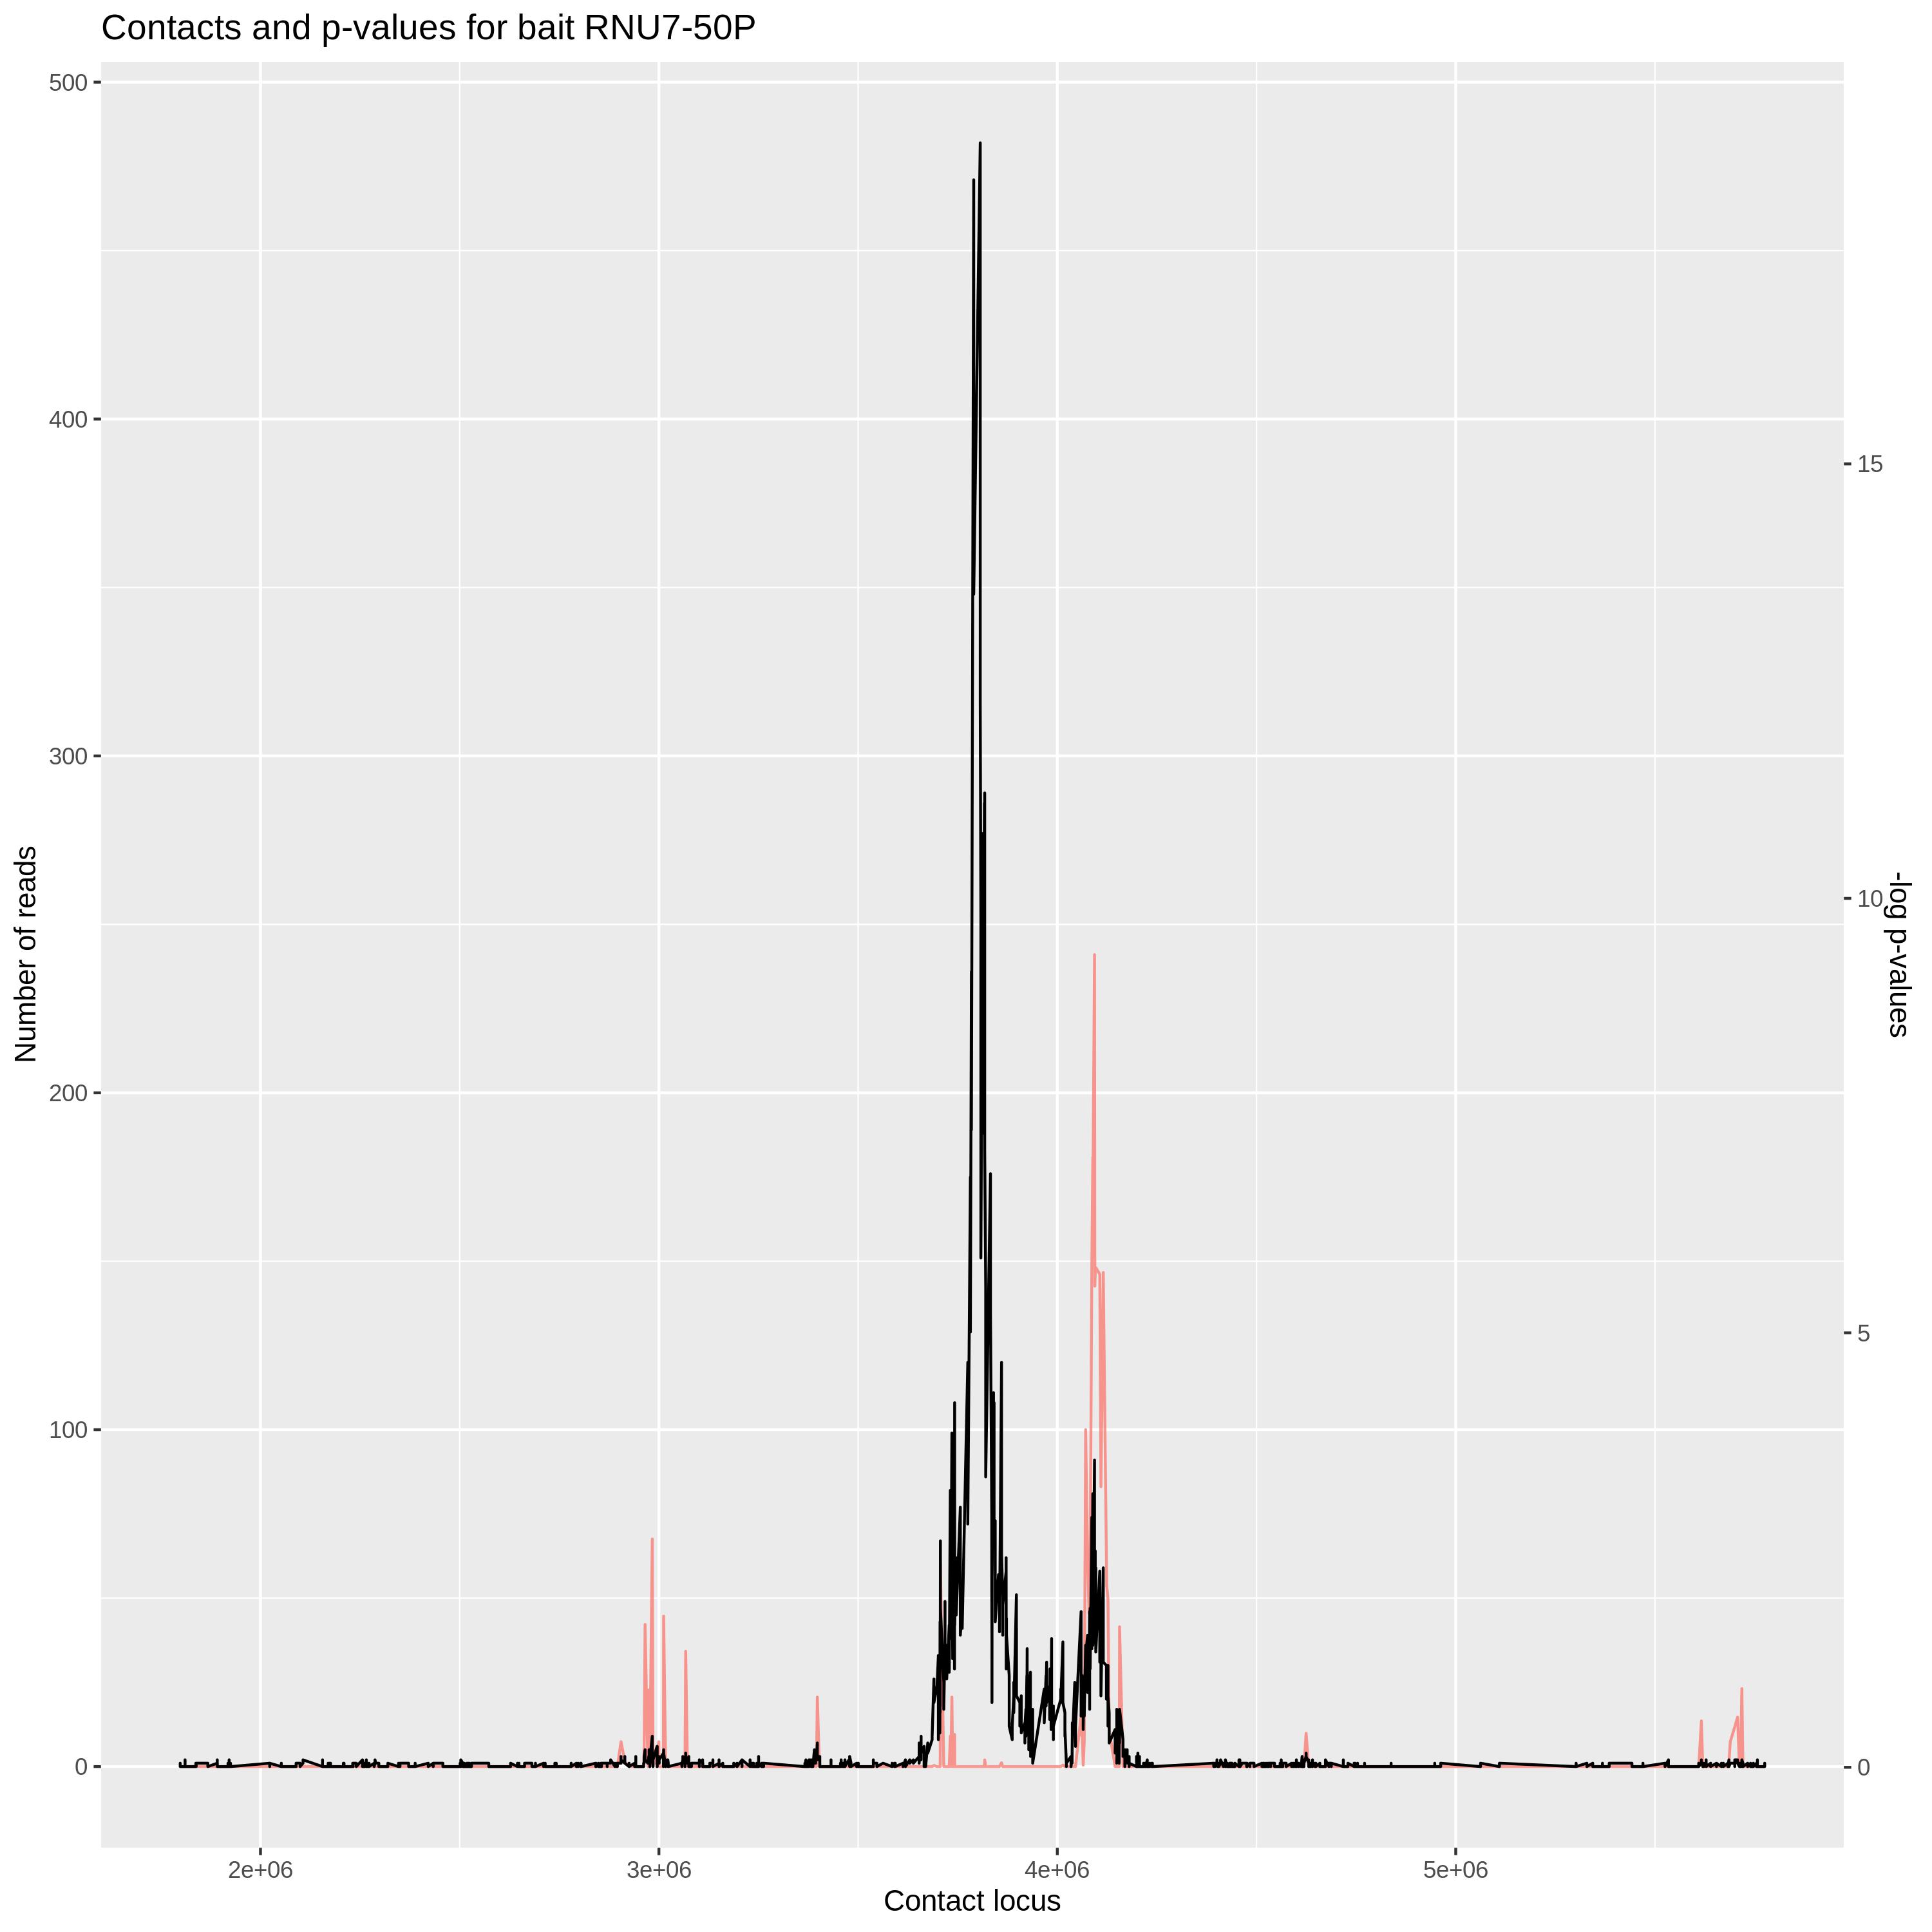 Contacts and p-values for bait RNU7-50P
500
400
300
200
100
0
Number of reads
15
10
5
0
-log p-values
2e+06
3e+06
4e+06
5e+06
Contact locus